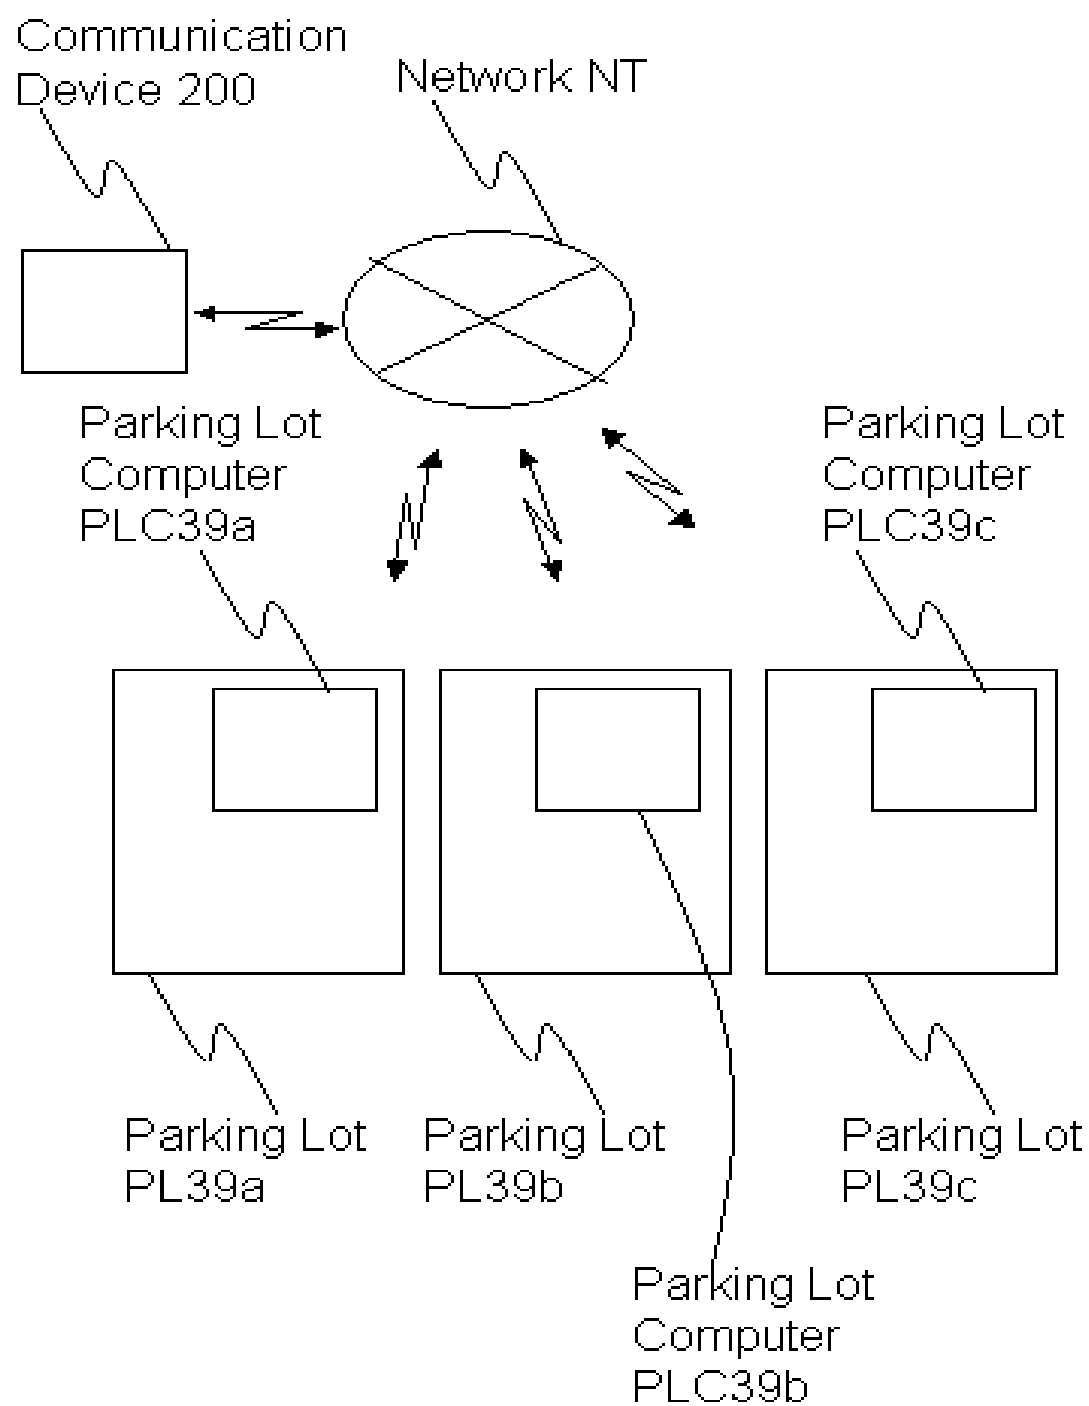 Communication
Device 200
Network NT
Parking Lot
Computer
PLC39a
Parking Lot
Computer
PLC39c
Parking Lot
PL39a
Parking Lot
PL39b
Parking Lot
PL39c
Parking Lot
Computer
PLC39b